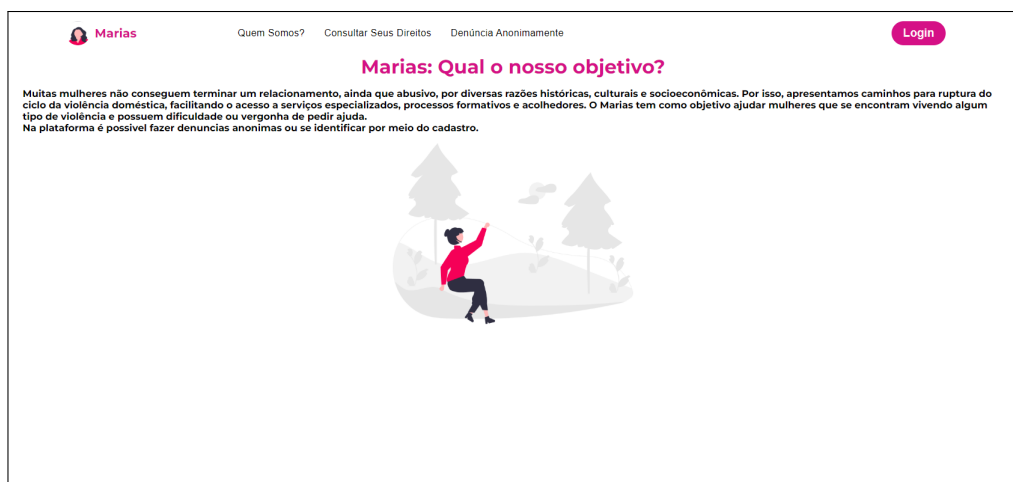 Marias
Quem Somos?
Consultar Seus Direitos
Denúncia Anonimamente
Login
Marias: Qual o nosso objetivo?
Muitas mulheres não conseguem terminar um relacionamento, ainda que abusivo, por diversas razões históricas, culturais e socioeconômicas. Por isso, apresentamos caminhos para ruptura do
ciclo da violência doméstica, facilitando o acesso a serviços especializados, processos formativos e acolhedores. O Marias tem como objetivo ajudar mulheres que se encontram vivendo algum
tipo de violência e possuem dificuldade ou vergonha de pedir ajuda.
Na plataforma é possivel fazer denuncias anonimas ou se identificar por meio do cadastro.